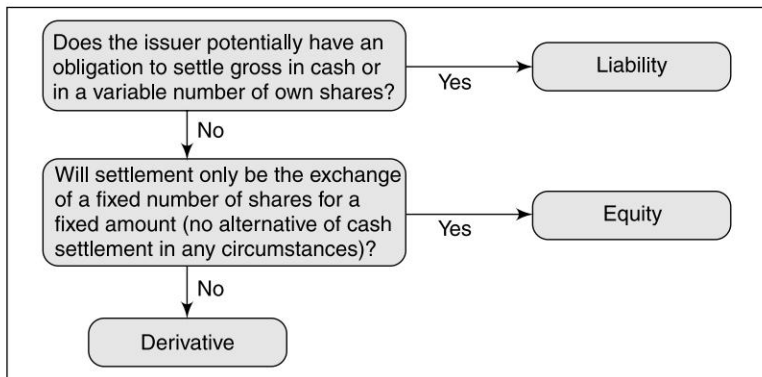 Does the issuer potentially have an
obligation to settle gross in cash or
in a variable number of own shares?
Yes
Liability
No
Will settlement only be the exchange
of a fixed number of shares for a
fixed amount (no alternative of cash
settlement in any circumstances)?
Yes
Equity
No
Derivative